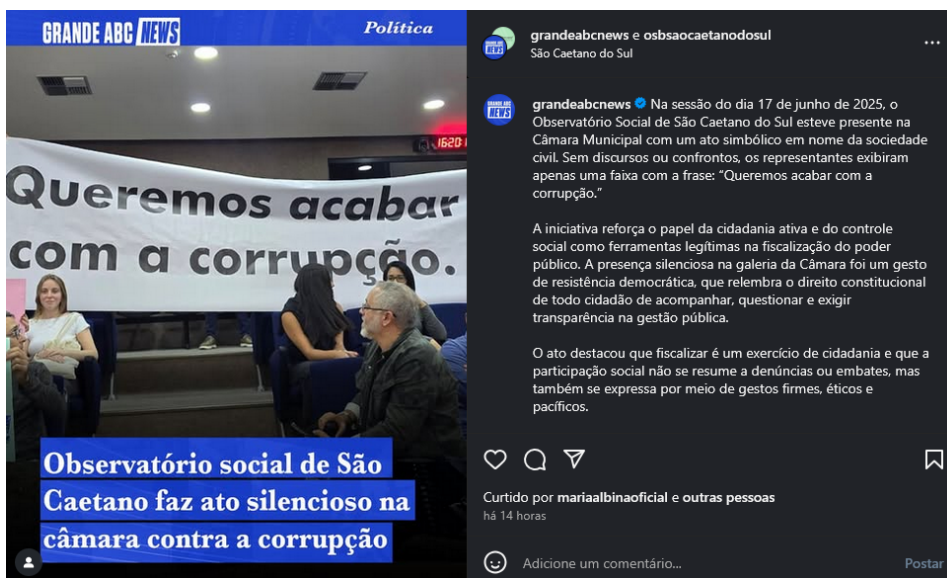 GRANDE ABC NEWS
Política
1620
Queremos acabar
com a corrupção.
Observatório social de São
Caetano faz ato silencioso na
câmara contra a corrupção
grandeabcnews e osbsaocaetanodosul
São Caetano do Sul
grandeabcnews Na sessão do dia 17 de junho de 2025, o
Observatório Social de São Caetano do Sul esteve presente na
Câmara Municipal com um ato simbólico em nome da sociedade
civil. Sem discursos ou confrontos, os representantes exibiram
apenas uma faixa com a frase: “Queremos acabar com a
corrupção.”
A iniciativa reforça o papel da cidadania ativa e do controle
social como ferramentas legítimas na fiscalização do poder
público. A presença silenciosa na galeria da Câmara foi um gesto
de resistência democrática, que relembra o direito constitucional
de todo cidadão de acompanhar, questionar e exigir
transparência na gestão pública.
O ato destacou que fiscalizar é um exercício de cidadania e que a
participação social não se resume a denúncias ou embates, mas
também se expressa por meio de gestos firmes, éticos e
pacíficos.
Curtido por mariaalbinaoficial e outras pessoas
há 14 horas
Adicione um comentário...
Postar